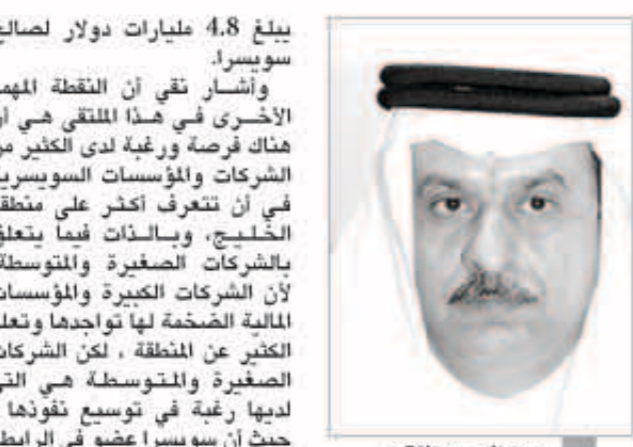 يبلغ 4.8 مليارات دولار لصالح
سويسرا.
وأشار نقي أن النقطة المهمة
الأخرى في هذا الملتقى هي أن
هناك فرصة ورغبة لدى الكثير من
الشركات والمؤسسات السويسرية
في أن تتعرف أكثر على منطقة
الخليج، وبالذات فيما يتعلق
بالشركات الصغيرة والمتوسطة
لأن الشركات الكبيرة والمؤسسات
المالية الضخمة لها تواجدها وتعلم
الكثير عن المنطقة ، لكن الشركات
الصغيرة والمتوسطة هي التي
لديها رغبة في توسيع نفوذها
حيث أن سويسرا عضو في الرابطة